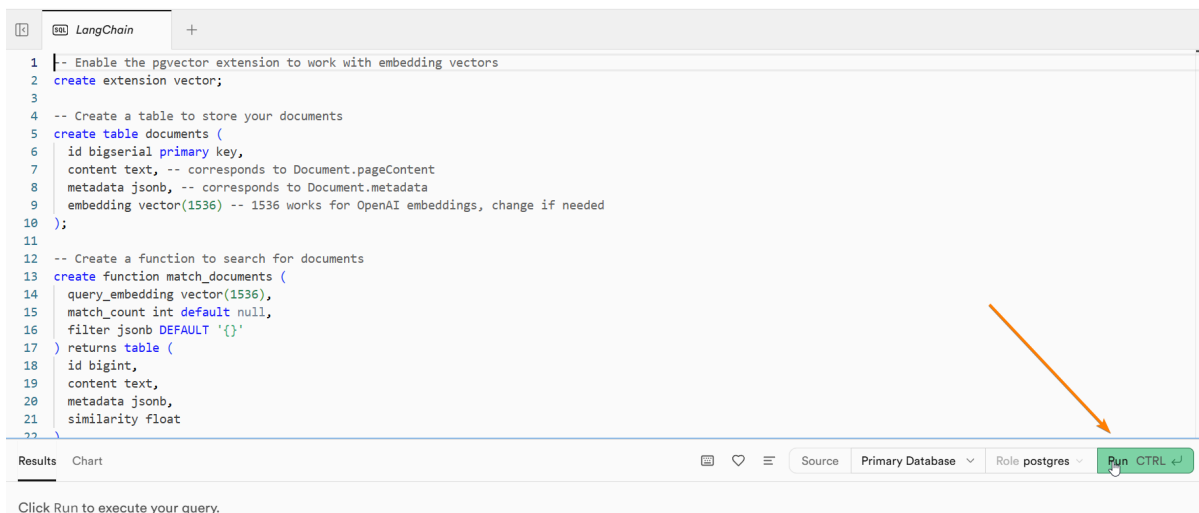 SQL LangChain +
1 -- Enable the pgvector extension to work with embedding vectors
2 create extension vector;
3
4 -- Create a table to store your documents
5 create table documents (
6 id bigserial primary key,
7 content text, -- corresponds to Document.pageContent
8 metadata jsonb, -- corresponds to Document.metadata
9 embedding vector(1536) -- 1536 works for OpenAI embeddings, change if needed
10 );
11
12 -- Create a function to search for documents
13 create function match_documents (
14 query_embedding vector(1536),
15 match_count int default null,
16 filter jsonb DEFAULT '{}'
17 ) returns table (
18 id bigint,
19 content text,
20 metadata jsonb,
21 similarity float
22 )
Results Chart Source Primary Database Role postgres Run CTRL ↵
Click Run to execute your query.